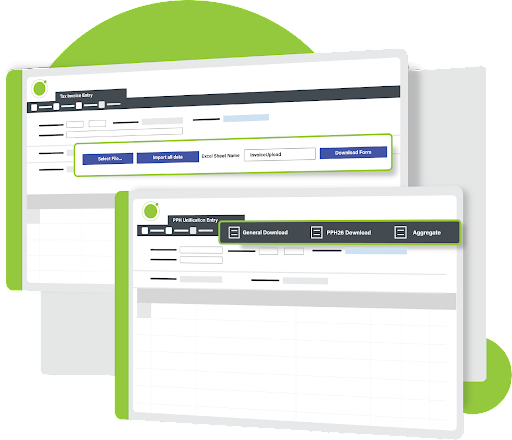 Tax Invoice Entry
Select File...
Import all data
Excel Sheet Name
InvoiceUpload
Download Form
PPH Unification Entry
General Download
PPH26 Download
Aggregate